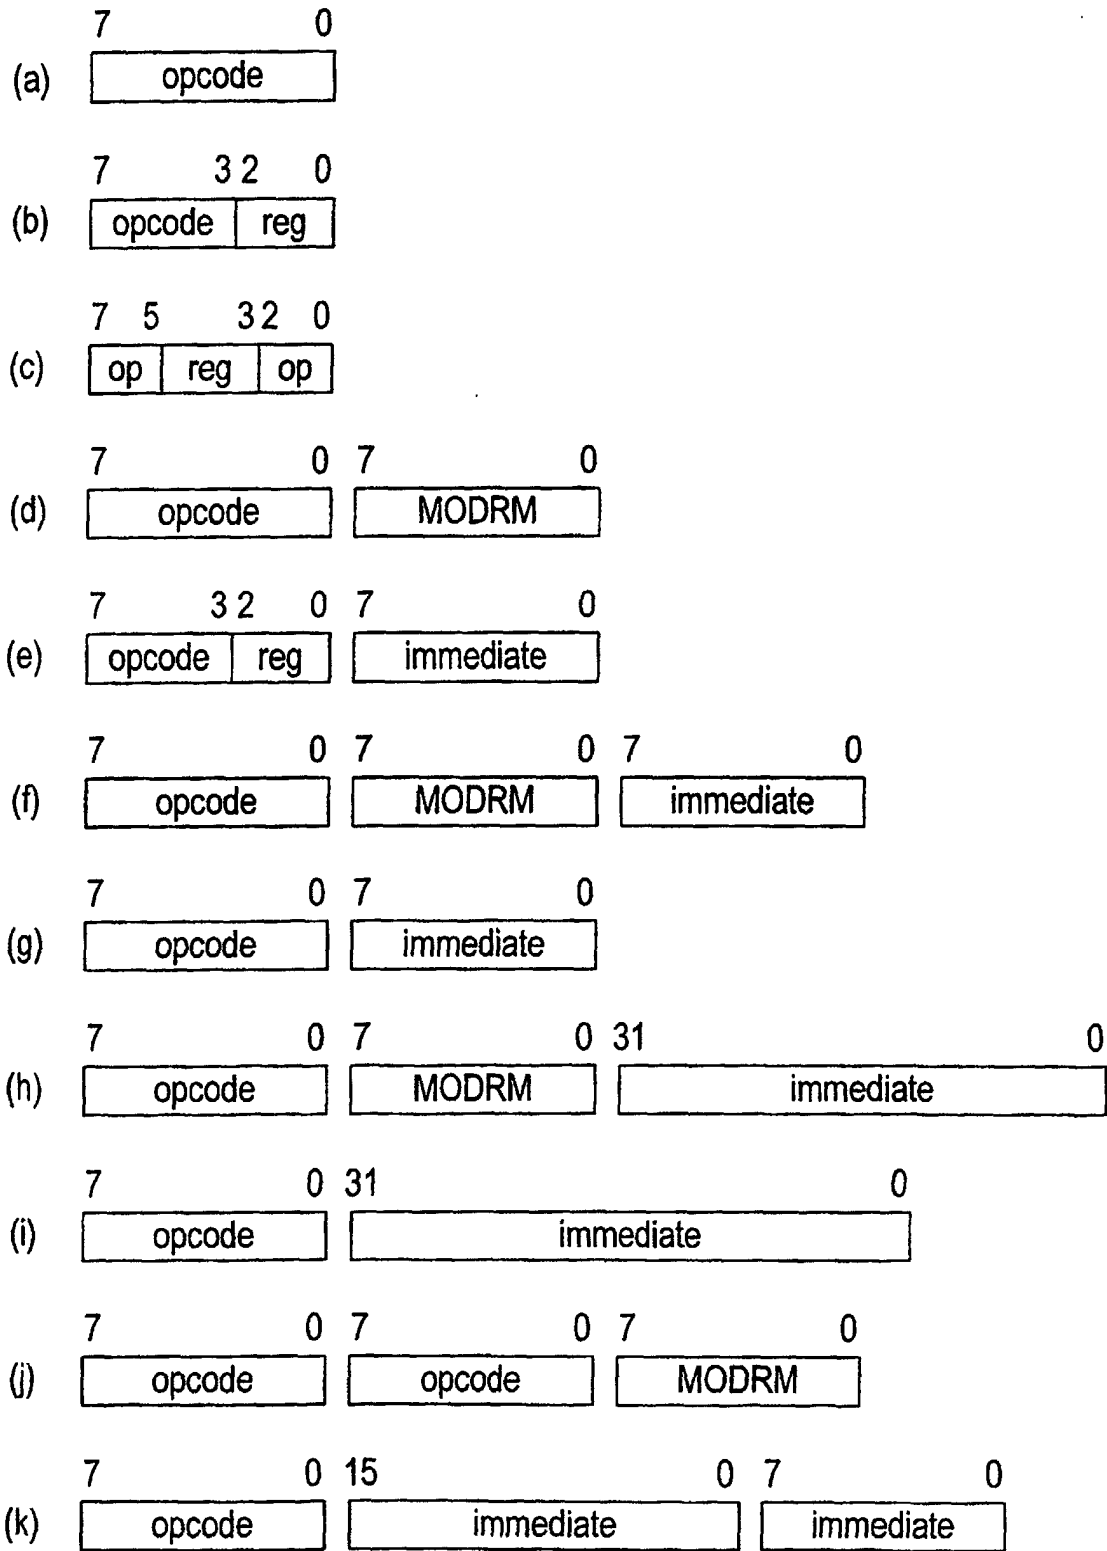 7 0
(a) opcode
7 3 2 0
(b) opcode reg
7 5 3 2 0
(c) op reg op
7 0 7 0
(d) opcode MODRM
7 3 2 0 7 0
(e) opcode reg immediate
7 0 7 0 7 0
(f) opcode MODRM immediate
7 0 7 0
(g) opcode immediate
7 0 7 0 31 0
(h) opcode MODRM immediate
7 0 31 0
(i) opcode immediate
7 0 7 0 7 0
(j) opcode opcode MODRM
7 0 15 0 7 0
(k) opcode immediate immediate